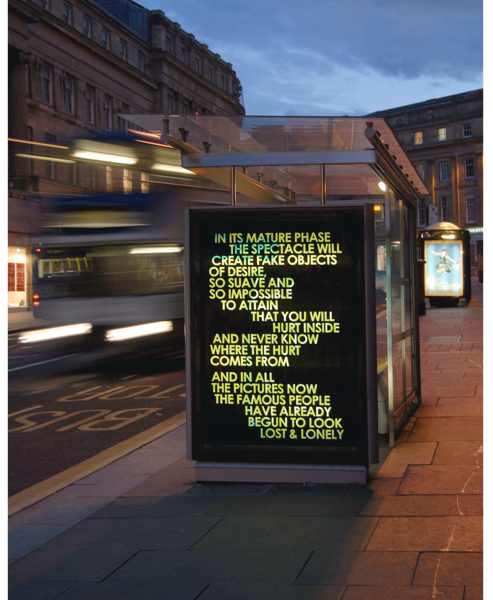 IN ITS MATURE PHASE
THE SPECTACLE WILL
CREATE FAKE OBJECTS
OF DESIRE,
SO SUAVE AND
SO IMPOSSIBLE
TO ATTAIN
THAT YOU WILL
HURT INSIDE
AND NEVER KNOW
WHERE THE HURT
COMES FROM
AND IN ALL
THE PICTURES NOW
THE FAMOUS PEOPLE
HAVE ALREADY
BEGUN TO LOOK
LOST & LONELY
BUS STOP